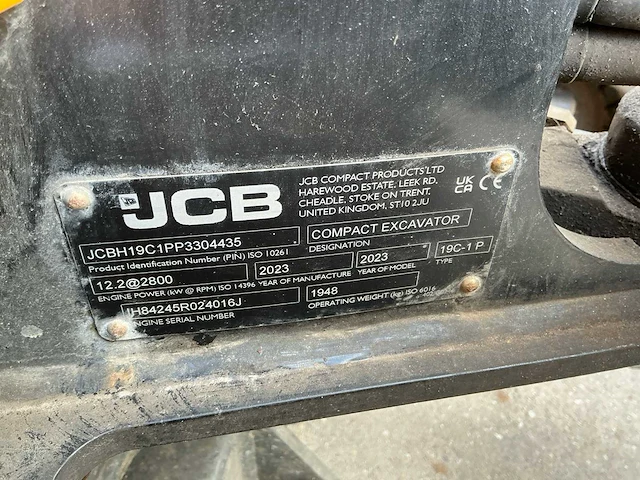 JCB
JCB COMPACT PRODUCTS LTD
HAREWOOD ESTATE, LEEK RD,
CHEADLE, STOKE ON TRENT,
UNITED KINGDOM, ST10 2JU
UK
CA CE
JCBH19C1PP3304435
Product Identification Number (PIN) ISO 10261
COMPACT EXCAVATOR
DESIGNATION
12.2@2800
ENGINE POWER (kW @ RPM) ISO 14396
2023
YEAR OF MANUFACTURE
2023
YEAR OF MODEL
19C-1 P
TYPE
IH84245R024016J
ENGINE SERIAL NUMBER
1948
OPERATING WEIGHT (kg) ISO 6016